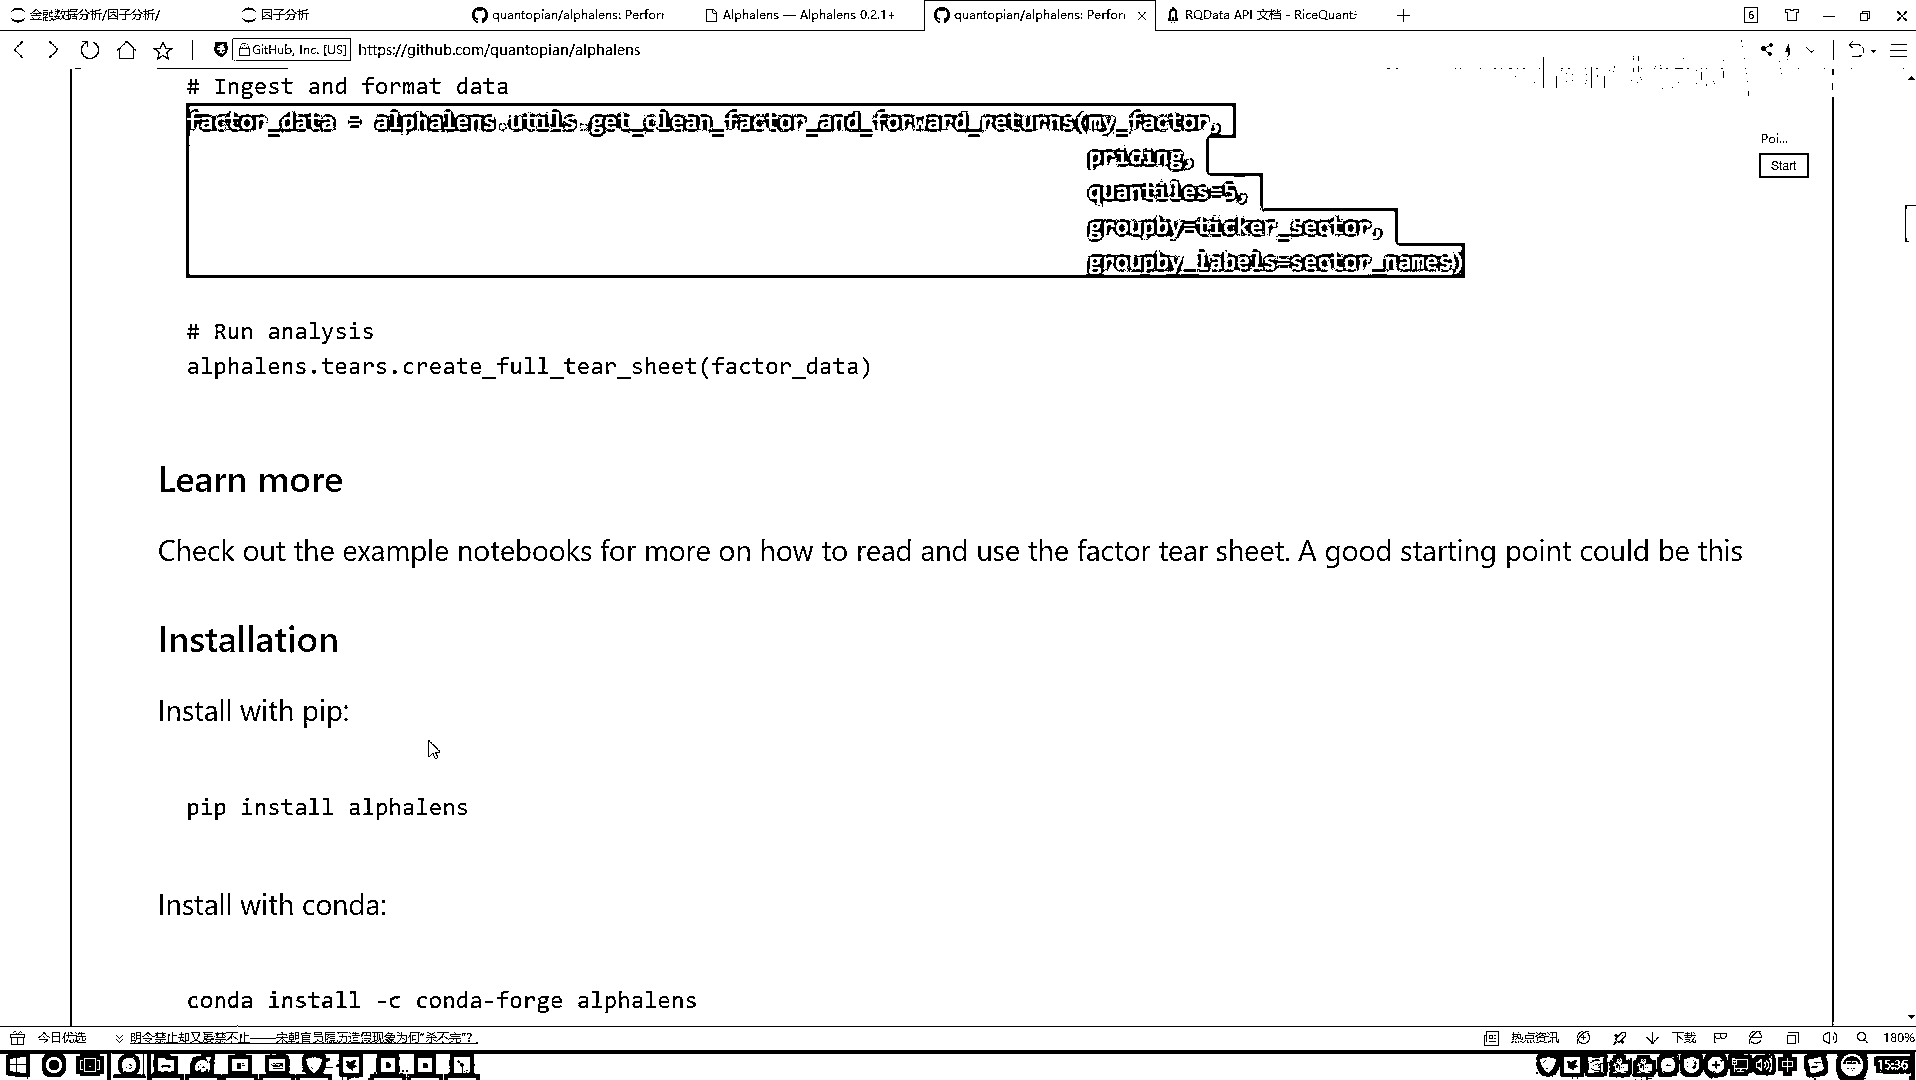 金融数据分析/因子分析/
因子分析
quantopian/alphalens: Perfor
Alphalens — Alphalens 0.2.1+
quantopian/alphalens: Perfor
RQData API 文档 - RiceQuant
6
GitHub, Inc. [US]
https://github.com/quantopian/alphalens
# Ingest and format data
factor_data = alphalens.utils.get_clean_factor_and_forward_returns(my_factor,
pricing,
quantiles=5,
groupby=ticker_sector,
groupby_labels=sector_names)
Poi...
Start
# Run analysis
alphalens.tears.create_full_tear_sheet(factor_data)
Learn more
Check out the example notebooks for more on how to read and use the factor tear sheet. A good starting point could be this
Installation
Install with pip:
pip install alphalens
Install with conda:
conda install -c conda-forge alphalens
今日优选
明令禁止却又屡禁不止——宋朝官员履历造假现象为何“杀不完”?
热点资讯
下载
180%
中
15:36